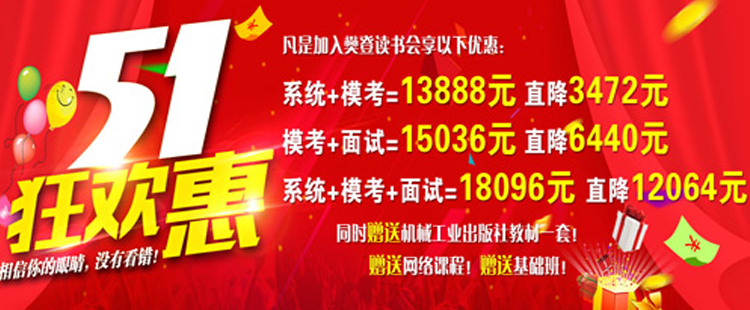 51
狂欢惠
相信你的眼睛,没有看错!
凡是加入樊登读书会享以下优惠:
系统+模考=13888元 直降3472元
模考+面试=15036元 直降6440元
系统+模考+面试=18096元 直降12064元
同时赠送机械工业出版社教材一套!
赠送网络课程!赠送基础班!